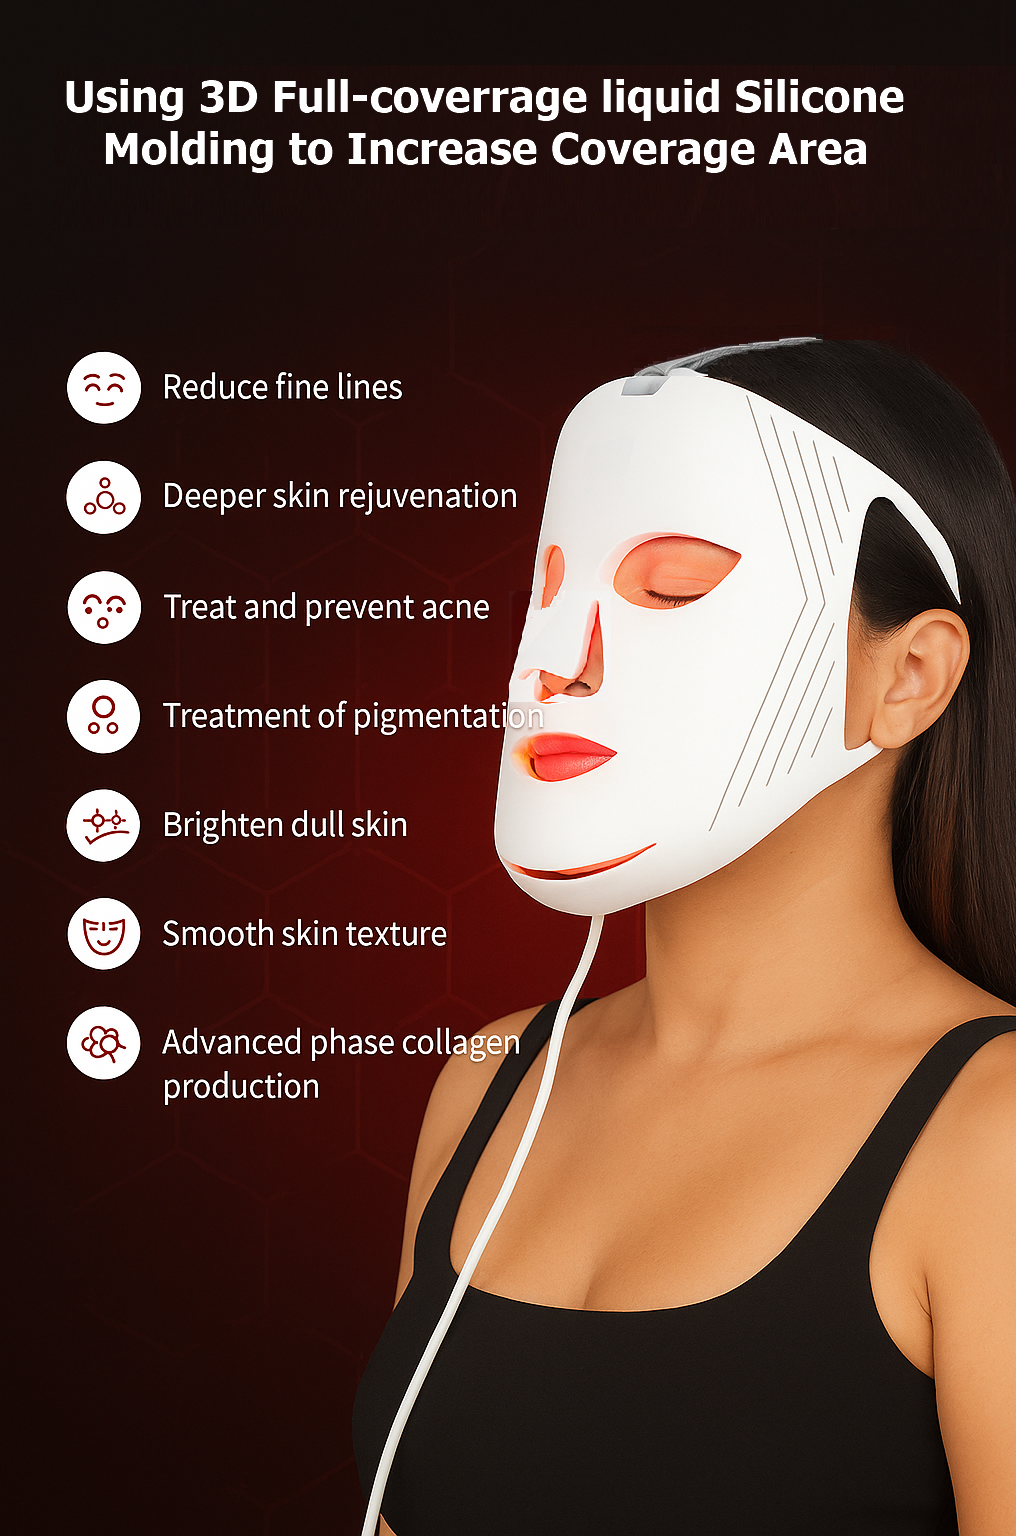 Using 3D Full-coverrage liquid Silicone
Molding to Increase Coverage Area
Reduce fine lines
Deeper skin rejuvenation
Treat and prevent acne
Treatment of pigmentation
Brighten dull skin
Smooth skin texture
Advanced phase collagen
production